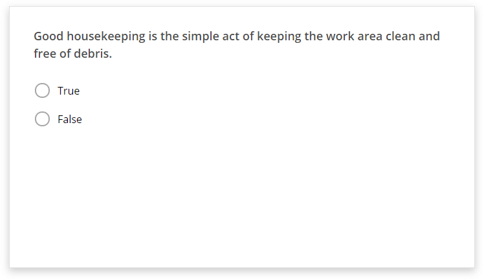 Good housekeeping is the simple act of keeping the work area clean and
free of debris.
True
False